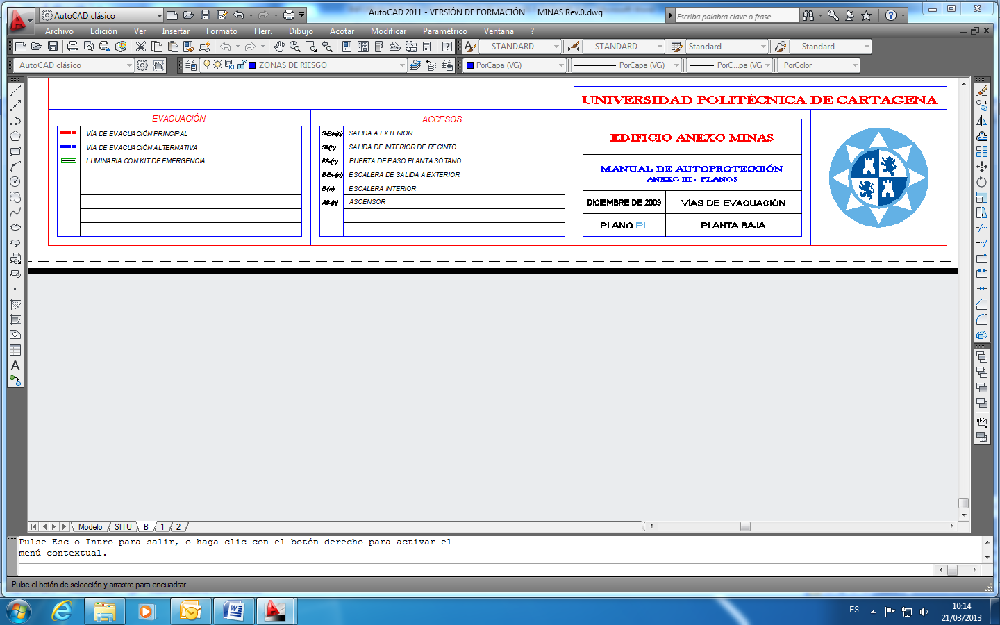 AutoCAD clásico
AutoCAD 2011 - VERSIÓN DE FORMACIÓN MINAS Rev.0.dwg
Escriba palabra clave o frase
Archivo Edición Ver Insertar Formato Herr. Dibujo Acotar Modificar Paramétrico Ventana ?
STANDARD STANDARD Standard Standard
AutoCAD clásico ZONAS DE RIESGO PorCapa (VG) PorCapa (VG) PorC...pa (VG PorColor
UNIVERSIDAD POLITÉCNICA DE CARTAGENA
EVACUACIÓN
VÍA DE EVACUACIÓN PRINCIPAL
VÍA DE EVACUACIÓN ALTERNATIVA
LUMINARIA CON KIT DE EMERGENCIA
ACCESOS
S-Ex-(n) SALIDA A EXTERIOR
SI-(n) SALIDA DE INTERIOR DE RECINTO
PS-(n) PUERTA DE PASO PLANTA SÓTANO
E-Ex-(n) ESCALERA DE SALIDA A EXTERIOR
E-(n) ESCALERA INTERIOR
AS-(n) ASCENSOR
EDIFICIO ANEXO MINAS
MANUAL DE AUTOPROTECCIÓN
ANEXO III - PLANOS
DICIEMBRE DE 2009 VÍAS DE EVACUACIÓN
PLANO E1 PLANTA BAJA
Modelo SITU B 1 2
Pulse Esc o Intro para salir, o haga clic con el botón derecho para activar el
menú contextual.
Pulse el botón de selección y arrastre para encuadrar.
ES
10:14
21/03/2013